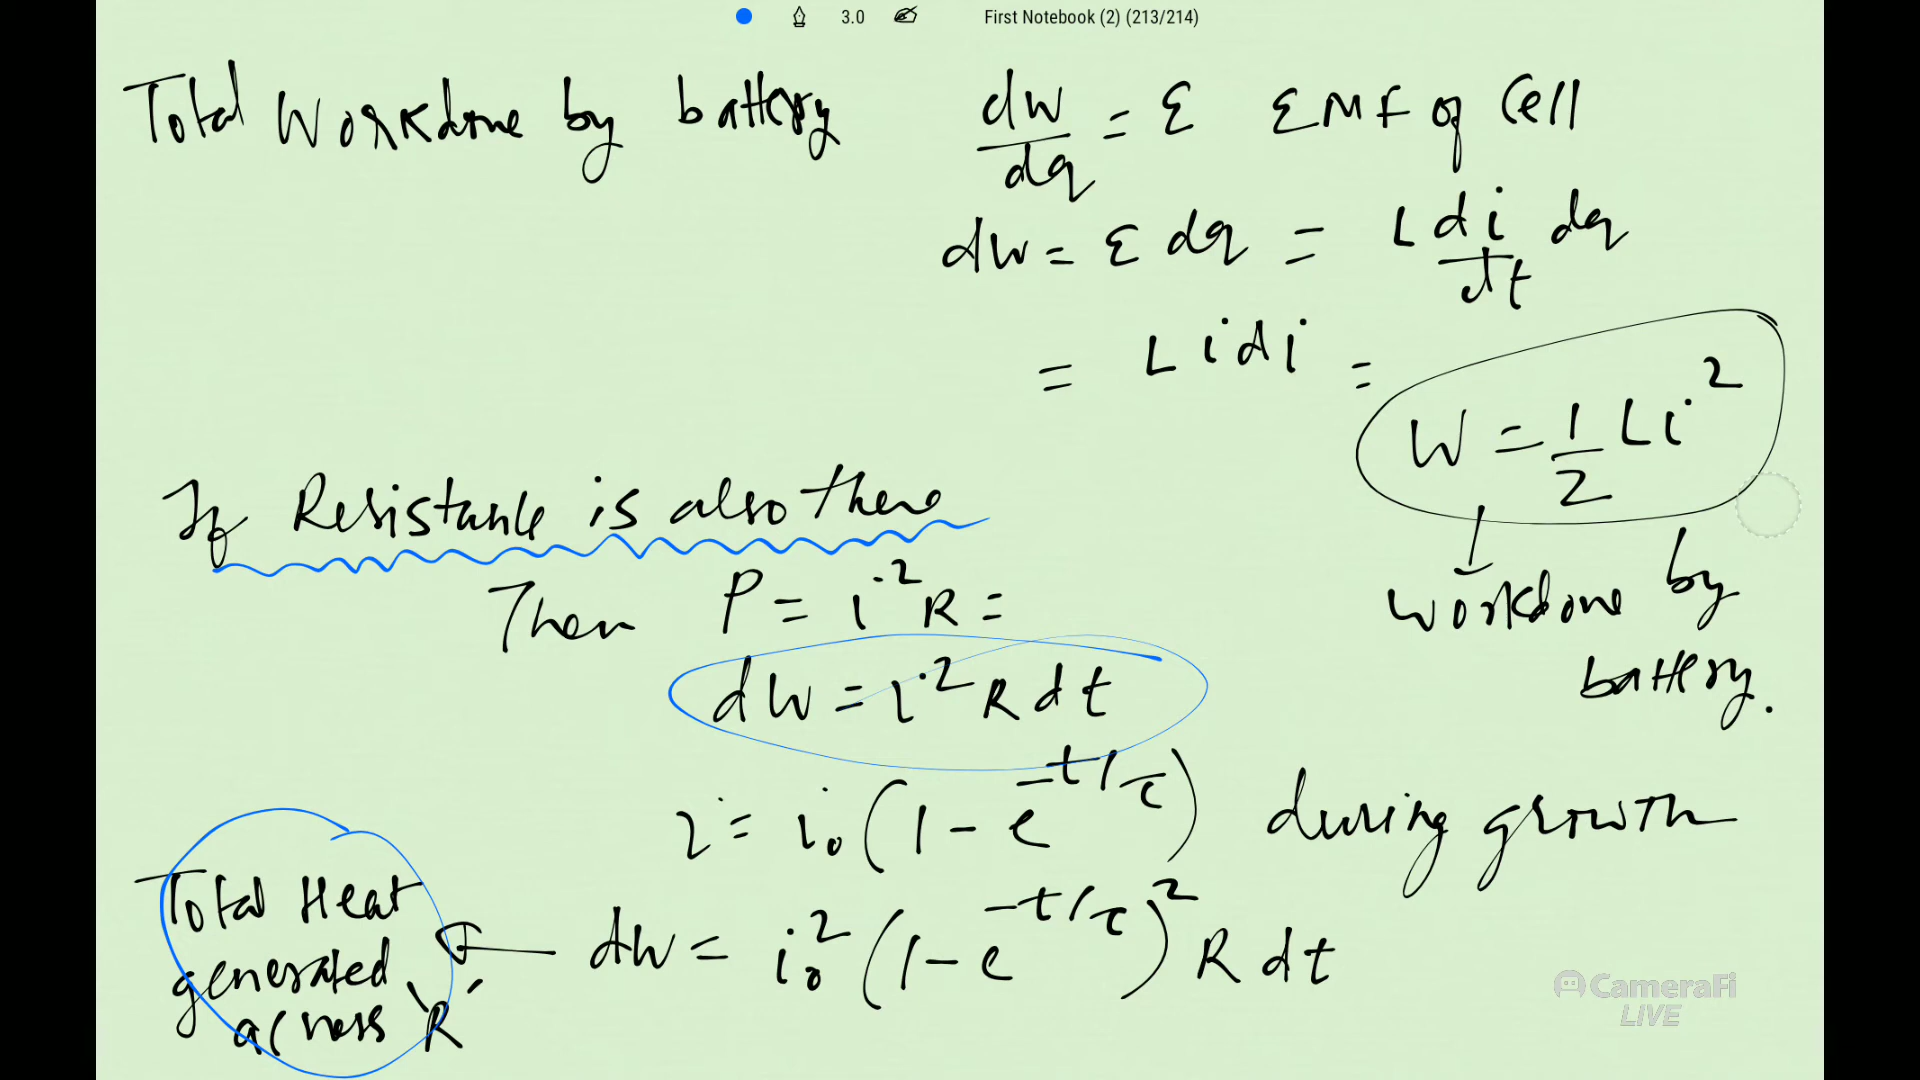 3.0 First Notebook (2) (213/214)
Total Workdone by battery dw/dq = ε EMF of Cell
dw = ε dq = L di/dt dq
= L i di =
W = 1/2 Li²
If Resistance is also there
workdone by battery.
Then P = i²R =
dw = i²R dt
i = i₀(1 - e^-t/τ) during growth
Total Heat generated across 'R' ← dw = i₀²(1 - e^-t/τ)² R dt
CameraFi
LIVE